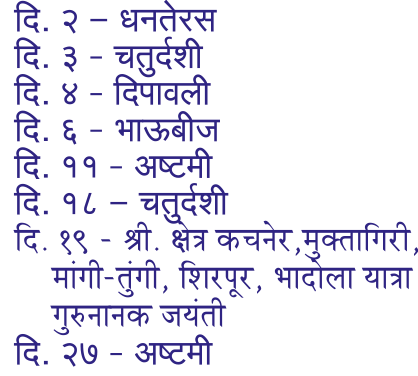 दि. २ – धनतेरस
दि. ३ - चतुर्दशी
दि. ४ - दिपावली
दि. ६ - भाऊबीज
दि. ११ - अष्टमी
दि. १८ – चतुर्दशी
दि. १९ - श्री. क्षेत्र कचनेर,मुक्तागिरी,
मांगी-तुंगी, शिरपूर, भादोला यात्रा
गुरुनानक जयंती
दि. २७ - अष्टमी